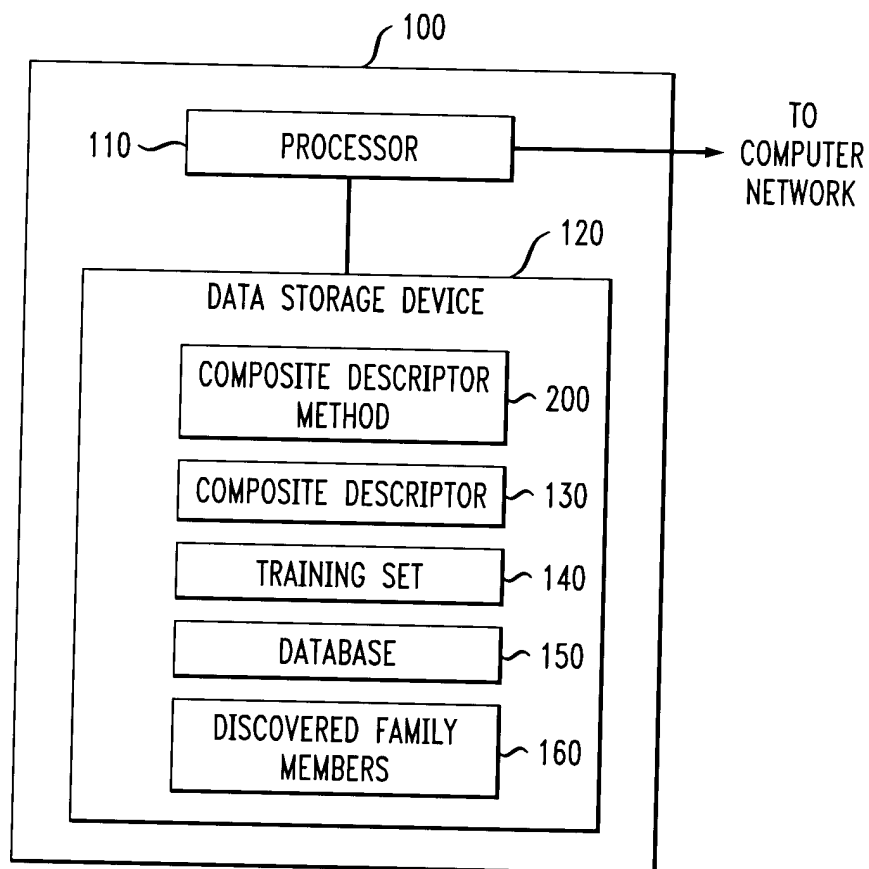 100
110
PROCESSOR
TO
COMPUTER
NETWORK
120
DATA STORAGE DEVICE
COMPOSITE DESCRIPTOR
METHOD
200
COMPOSITE DESCRIPTOR
130
TRAINING SET
140
DATABASE
150
DISCOVERED FAMILY
MEMBERS
160